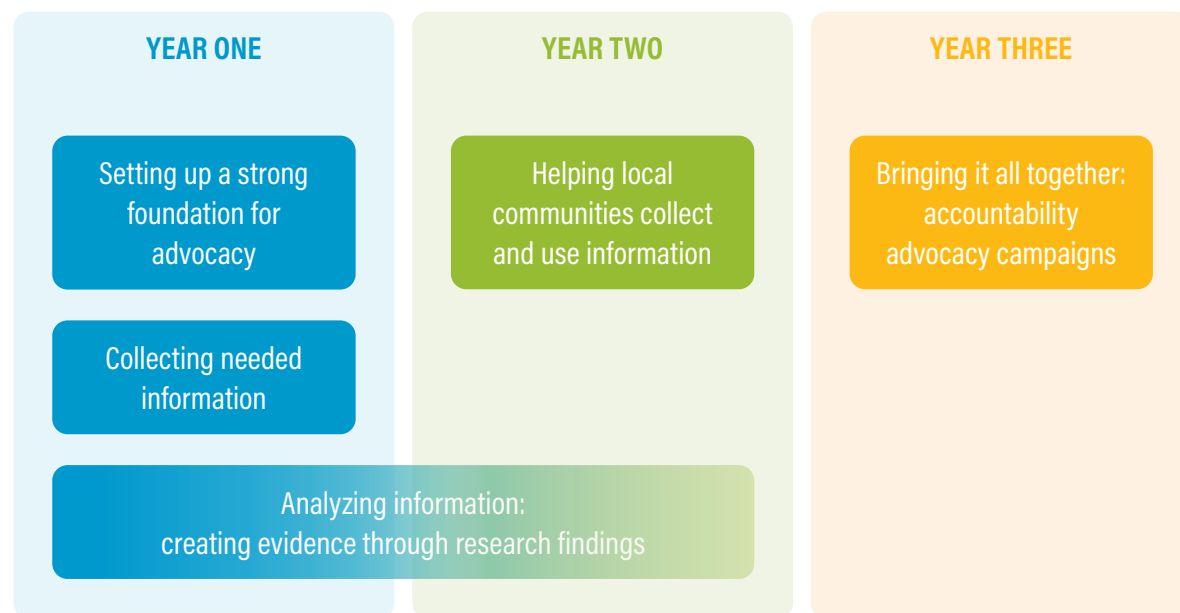 YEAR ONE
Setting up a strong
foundation for
advocacy
Collecting needed
information
YEAR TWO
Helping local
communities collect
and use information
Analyzing information:
creating evidence through research findings
YEAR THREE
Bringing it all together:
accountability
advocacy campaigns